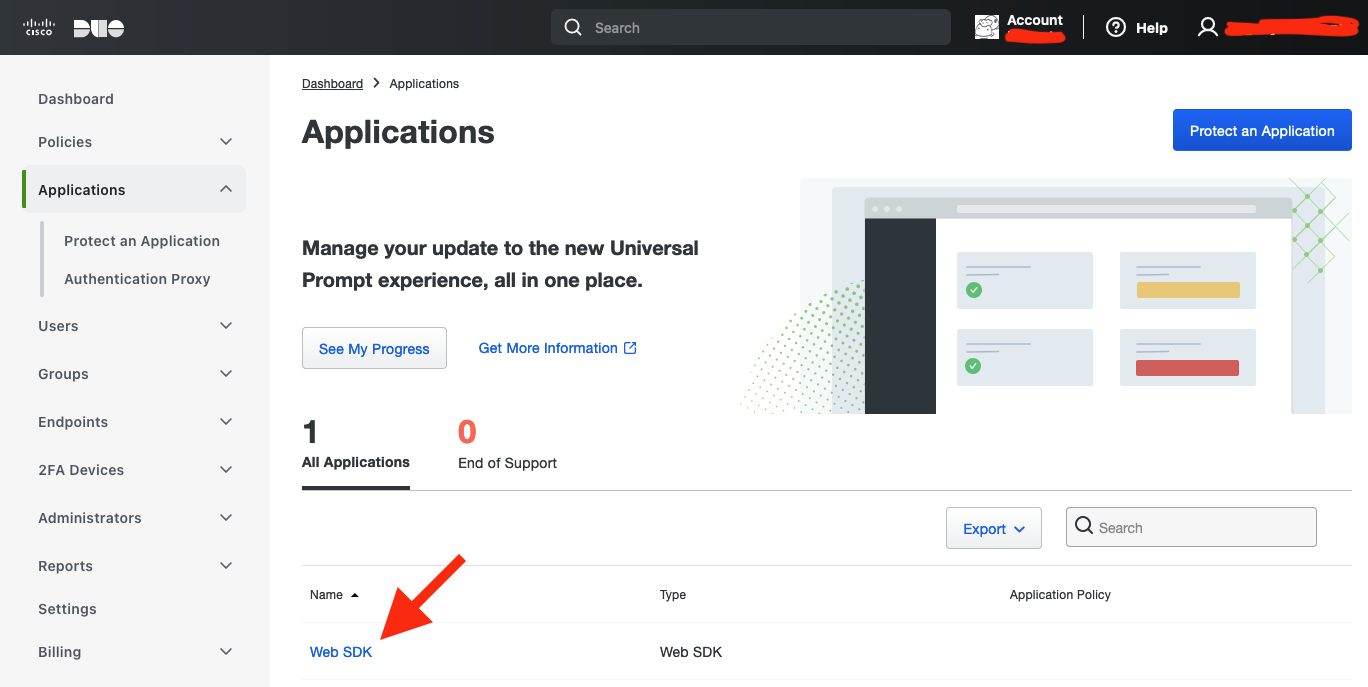 cisco DUO
Search
Account
Help
Dashboard
Policies
Applications
Protect an Application
Authentication Proxy
Users
Groups
Endpoints
2FA Devices
Administrators
Reports
Settings
Billing
Dashboard > Applications
Applications
Protect an Application
Manage your update to the new Universal
Prompt experience, all in one place.
See My Progress
Get More Information
1
All Applications
0
End of Support
Export
Search
Name Type Application Policy
Web SDK Web SDK